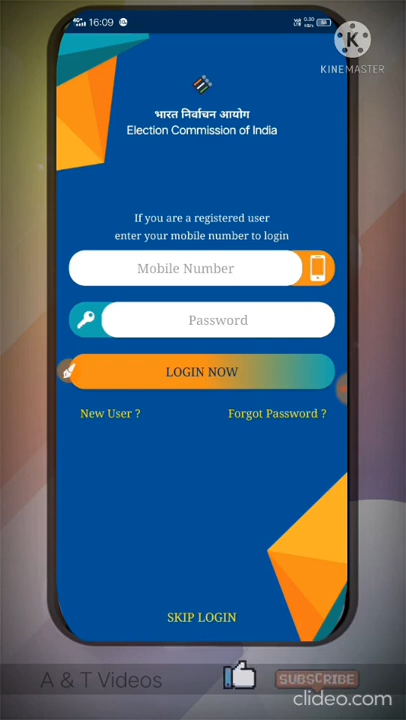 16:09
KINEMASTER
भारत निर्वाचन आयोग
Election Commission of India
If you are a registered user
enter your mobile number to login
Mobile Number
Password
LOGIN NOW
New User ?
Forgot Password ?
SKIP LOGIN
A & T Videos
SUBSCRIBE
clideo.com